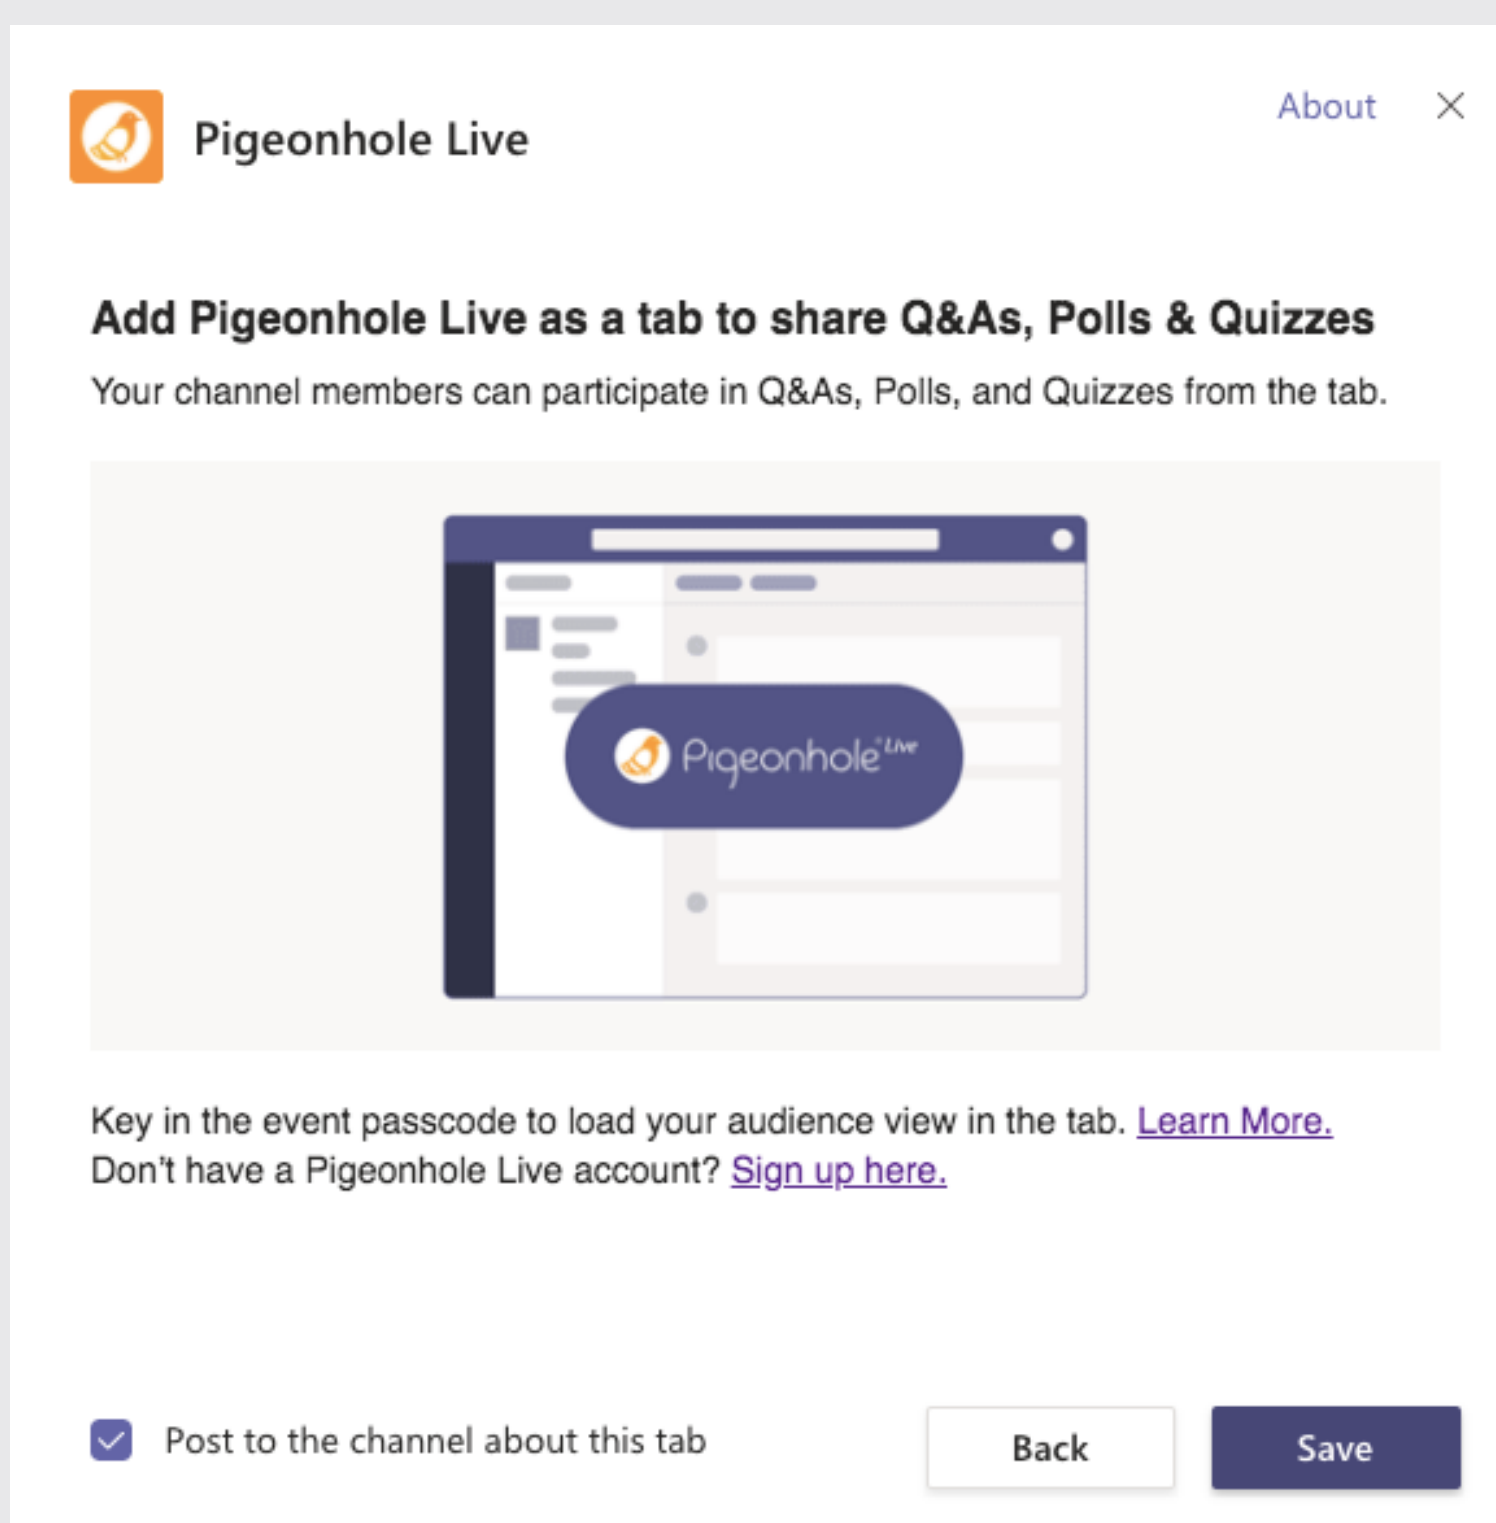 Pigeonhole Live
About
Add Pigeonhole Live as a tab to share Q&As, Polls & Quizzes
Your channel members can participate in Q&As, Polls, and Quizzes from the tab.
Pigeonhole Live
Key in the event passcode to load your audience view in the tab. Learn More.
Don't have a Pigeonhole Live account? Sign up here.
Post to the channel about this tab
Back
Save